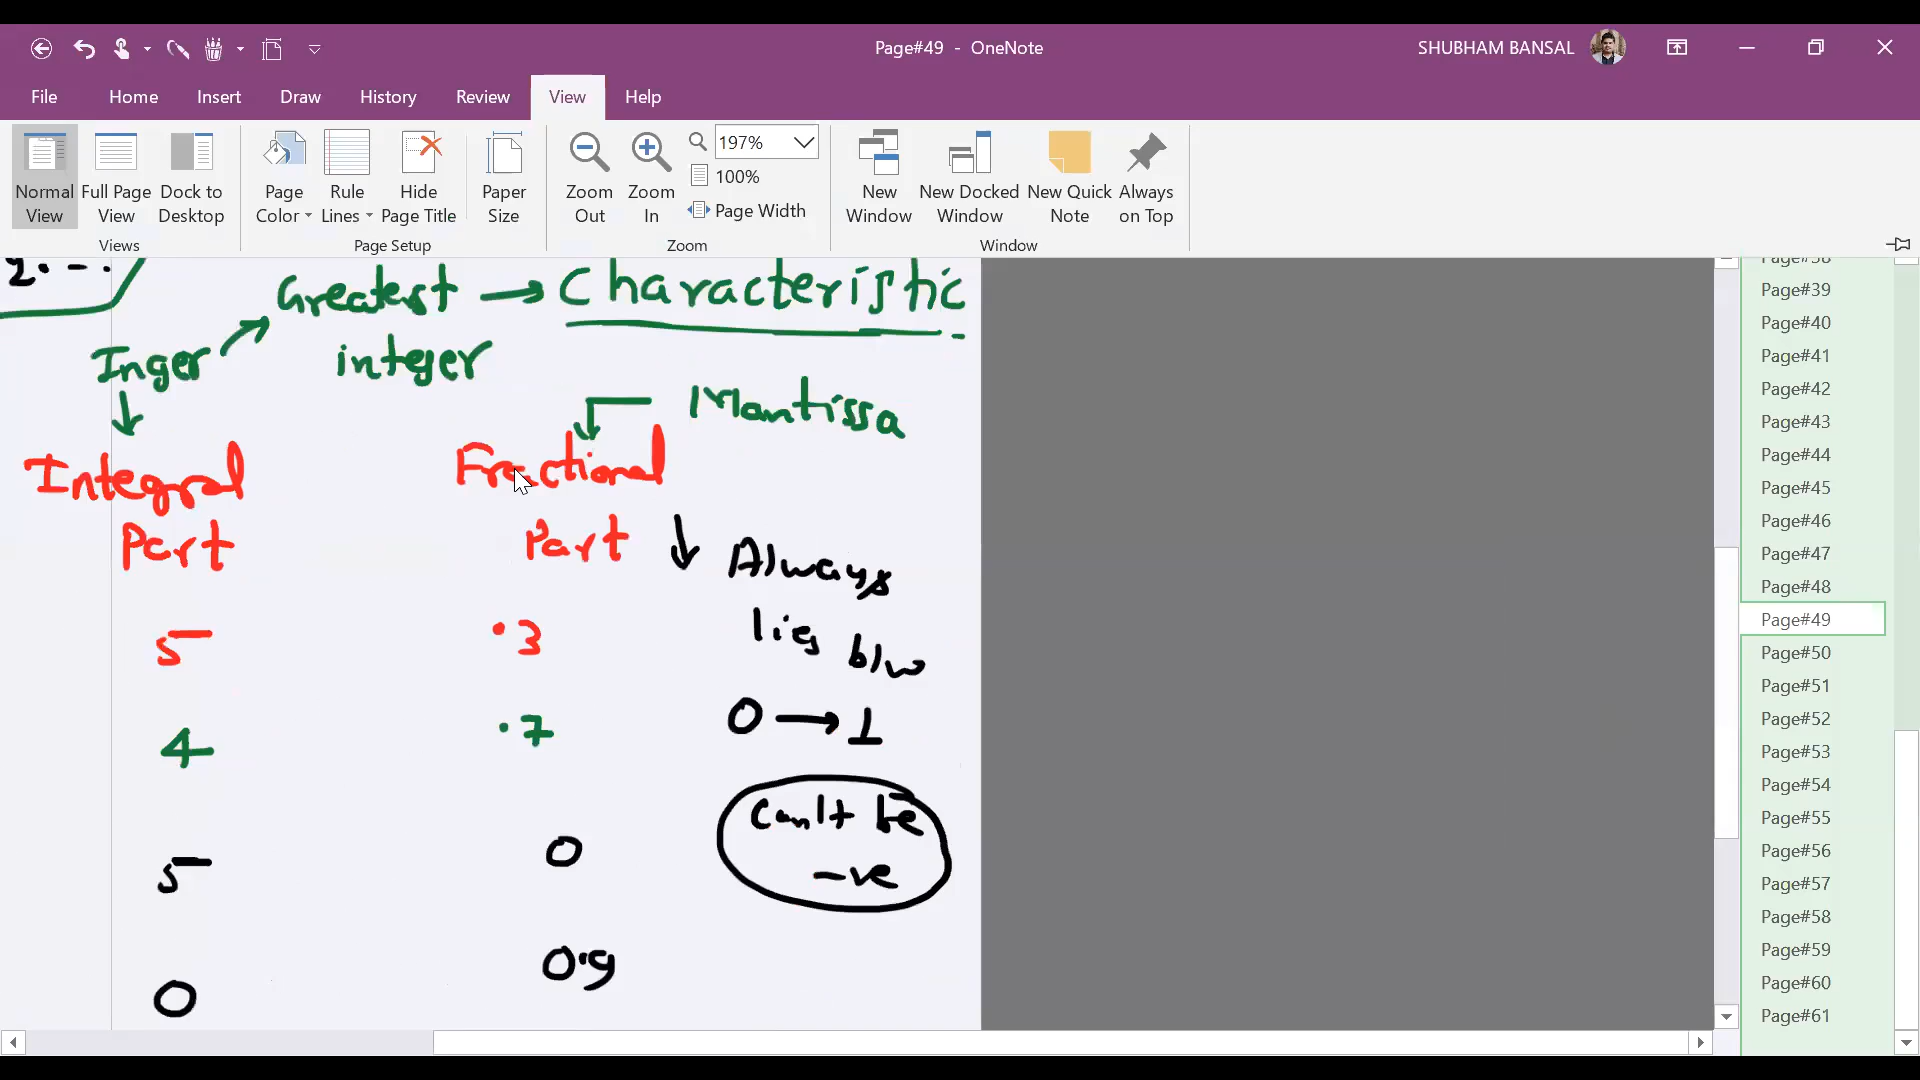 Page#49 - OneNote
SHUBHAM BANSAL
File Home Insert Draw History Review View Help
Normal View
Full Page View
Dock to Desktop
Views
Page Color
Rule Lines
Hide Page Title
Paper Size
Page Setup
Zoom Out
Zoom In
197%
100%
Page Width
Zoom
New Window
New Docked Window
New Quick Note
Always on Top
Window
Greatest → Characteristic
integer
Inger
Mantissa
Integral Part
Fractional Part
Always
lies b/w
0 → 1
Can't be
-ve
5 .3
4 .7
5 0
0 0.9
Page#38
Page#39
Page#40
Page#41
Page#42
Page#43
Page#44
Page#45
Page#46
Page#47
Page#48
Page#49
Page#50
Page#51
Page#52
Page#53
Page#54
Page#55
Page#56
Page#57
Page#58
Page#59
Page#60
Page#61